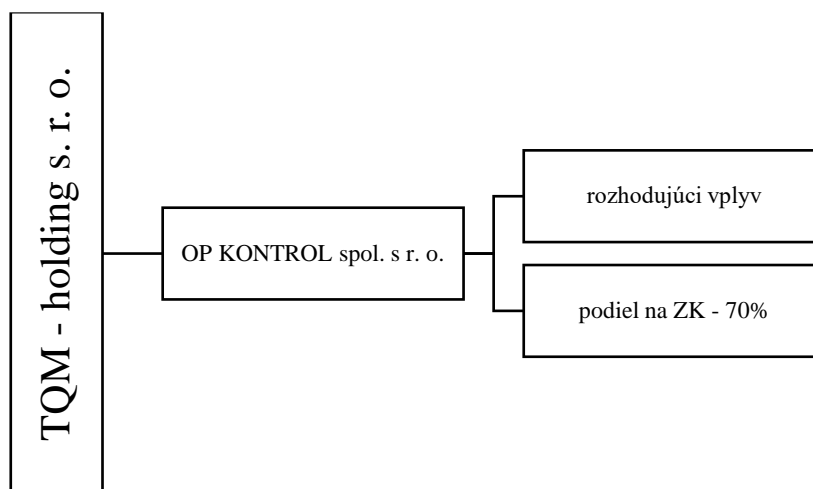 TQM - holding s. r. o.
OP KONTROL spol. s r. o.
rozhodujúci vplyv
podiel na ZK - 70%